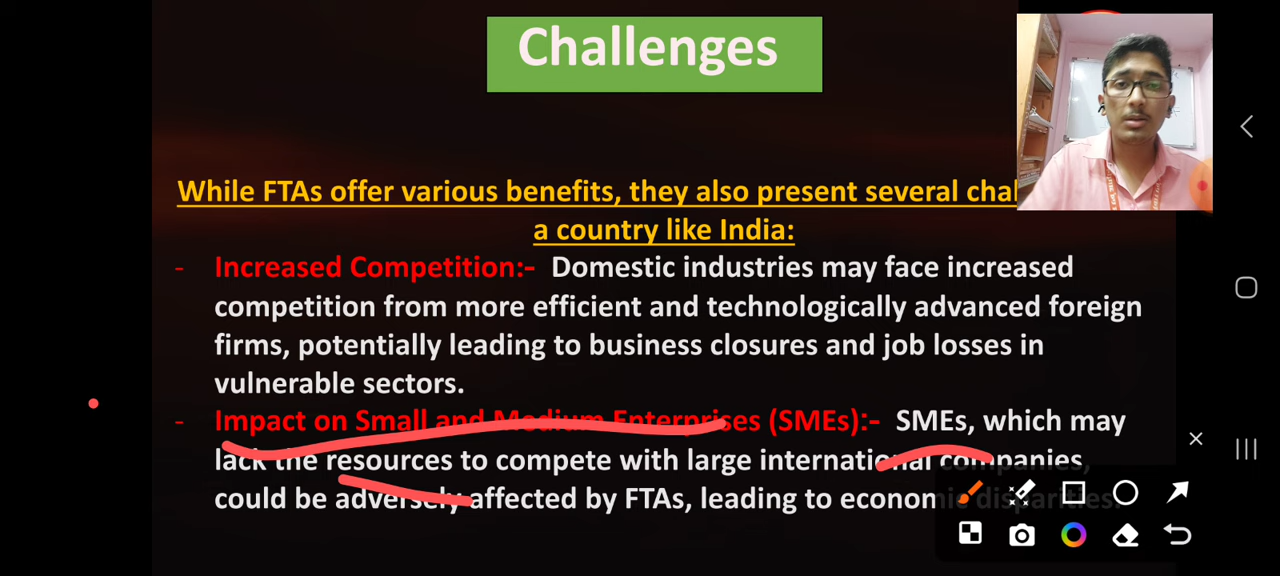 Challenges
While FTAs offer various benefits, they also present several
a country like India:
- Increased Competition:- Domestic industries may face increased
competition from more efficient and technologically advanced foreign
firms, potentially leading to business closures and job losses in
vulnerable sectors.
- Impact on Small and Medium Enterprises (SMEs):- SMEs, which may
lack the resources to compete with large international companies,
could be adversely affected by FTAs, leading to economic disparities.